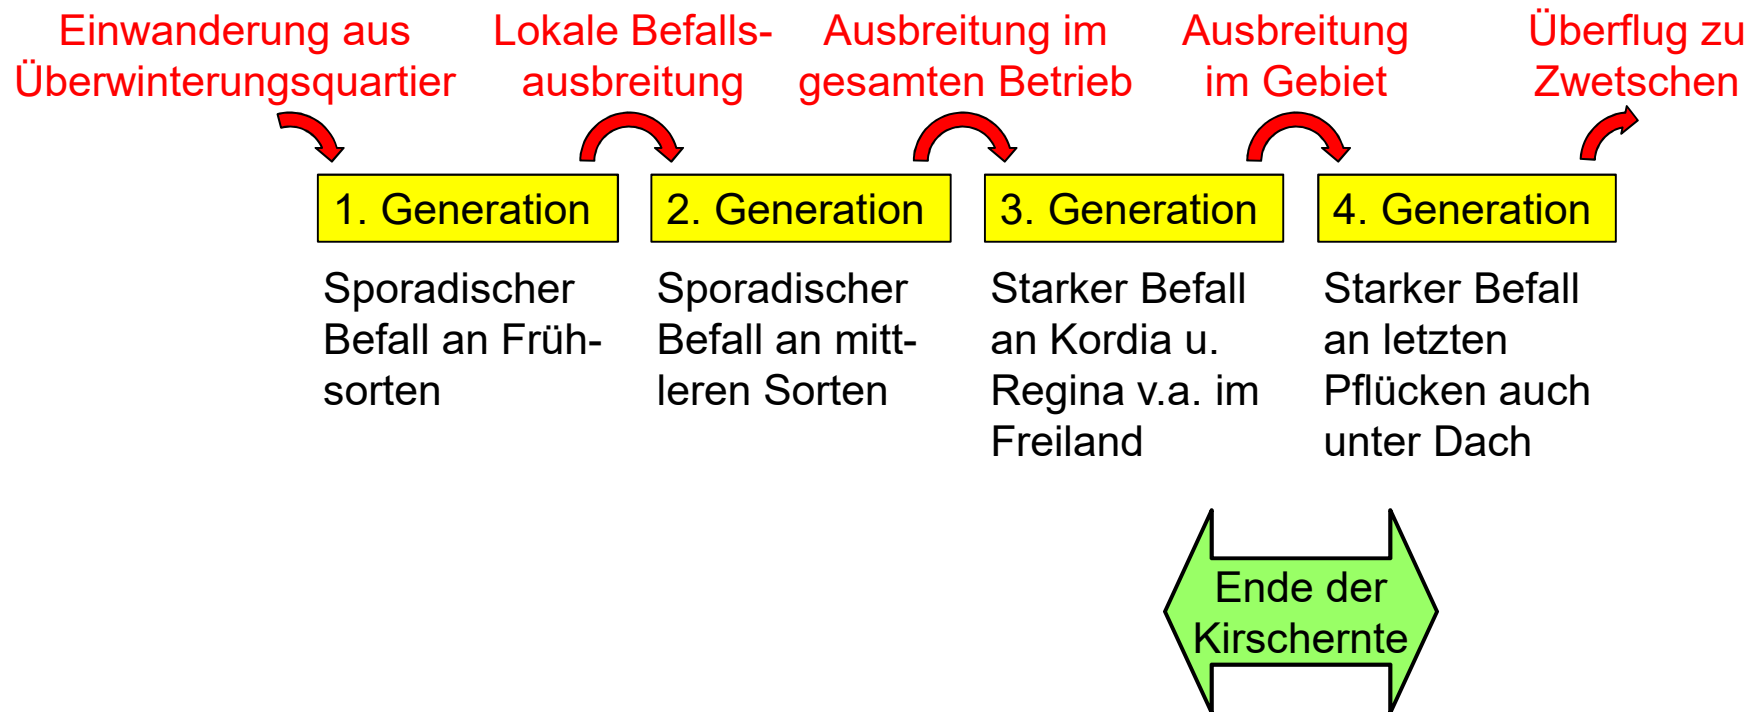 Einwanderung aus
Überwinterungsquartier
Lokale Befalls-
ausbreitung
Ausbreitung im
gesamten Betrieb
Ausbreitung
im Gebiet
Überflug zu
Zwetschen
1. Generation
2. Generation
3. Generation
4. Generation
Sporadischer
Befall an Früh-
sorten
Sporadischer
Befall an mitt-
leren Sorten
Starker Befall
an Kordia u.
Regina v.a. im
Freiland
Starker Befall
an letzten
Pflücken auch
unter Dach
Ende der
Kirschernte